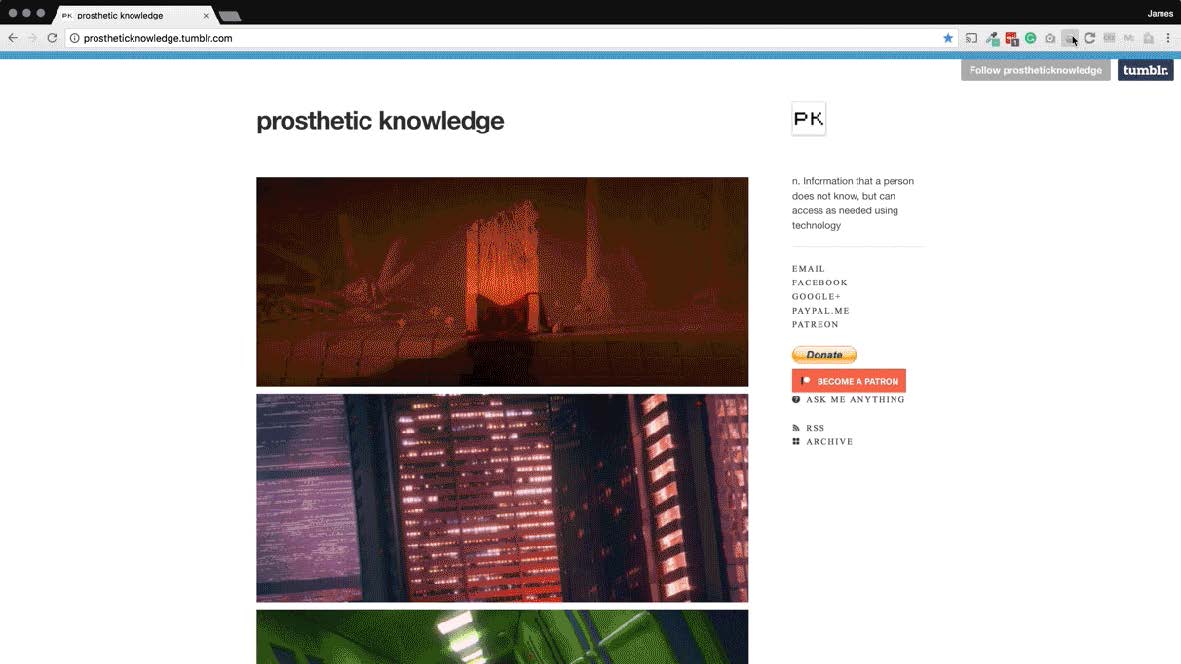 PK prosthetic knowledge
James
prostheticknowledge.tumblr.com
Follow prostheticknowledge
tumblr.
prosthetic knowledge
PK
n. Information that a person
does not know, but can
access as needed using
technology
EMAIL
FACEBOOK
GOOGLE+
PAYPAL.ME
PATREON
Donate
BECOME A PATRON
ASK ME ANYTHING
RSS
ARCHIVE